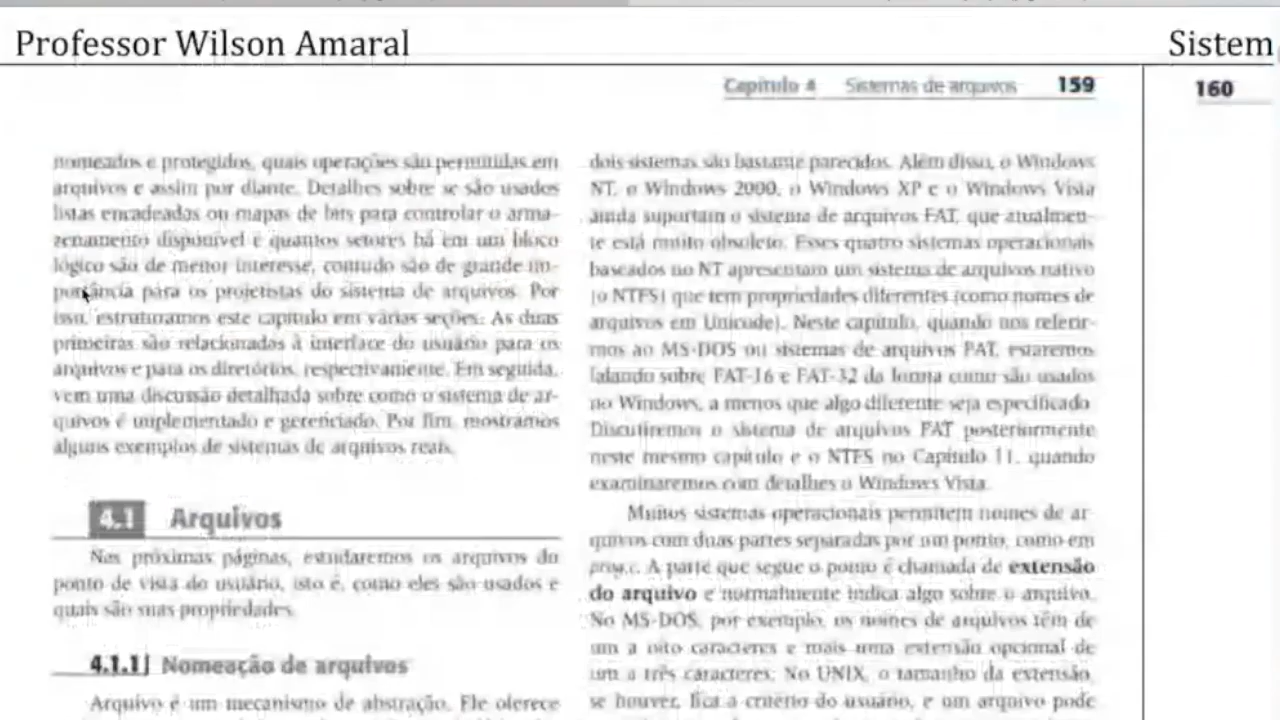 Professor Wilson Amaral
Sistem
Capítulo 4 Sistemas de arquivos 159
160
nomeados e protegidos, quais operações são permitidas em
arquivos e assim por diante. Detalhes sobre se são usados
listas encadeadas ou mapas de bits para controlar o arma-
zenamento disponível e quantos setores há em um bloco
lógico são de menor interesse, contudo são de grande im-
portância para os projetistas do sistema de arquivos. Por
isso, estruturamos este capítulo em várias seções. As duas
primeiras são relacionadas à interface do usuário para os
arquivos e para os diretórios, respectivamente. Em seguida,
vem uma discussão detalhada sobre como o sistema de ar-
quivos é implementado e gerenciado. Por fim, mostramos
alguns exemplos de sistemas de arquivos reais.
4.1 Arquivos
Nas próximas páginas, estudaremos os arquivos do
ponto de vista do usuário, isto é, como eles são usados e
quais são suas propriedades.
4.1.1 Nomeação de arquivos
Arquivo é um mecanismo de abstração. Ele oferece
dois sistemas são bastante parecidos. Além disso, o Windows
NT, o Windows 2000, o Windows XP e o Windows Vista
ainda suportam o sistema de arquivos FAT, que atualmen-
te está muito obsoleto. Esses quatro sistemas operacionais
baseados no NT apresentam um sistema de arquivos nativo
(o NTFS) que tem propriedades diferentes (como nomes de
arquivos em Unicode). Neste capítulo, quando nos referir-
mos ao MS-DOS ou sistemas de arquivos FAT, estaremos
falando sobre FAT-16 e FAT-32 da forma como são usados
no Windows, a menos que algo diferente seja especificado.
Discutiremos o sistema de arquivos FAT posteriormente
neste mesmo capítulo e o NTFS no Capítulo 11, quando
examinaremos com detalhes o Windows Vista.
Muitos sistemas operacionais permitem nomes de ar-
quivos com duas partes separadas por um ponto, como em
prog.c. A parte que segue o ponto é chamada de extensão
do arquivo e normalmente indica algo sobre o arquivo.
No MS-DOS, por exemplo, os nomes de arquivos têm de
um a oito caracteres e mais uma extensão opcional de
um a três caracteres. No UNIX, o tamanho da extensão,
se houver, fica a critério do usuário, e um arquivo pode